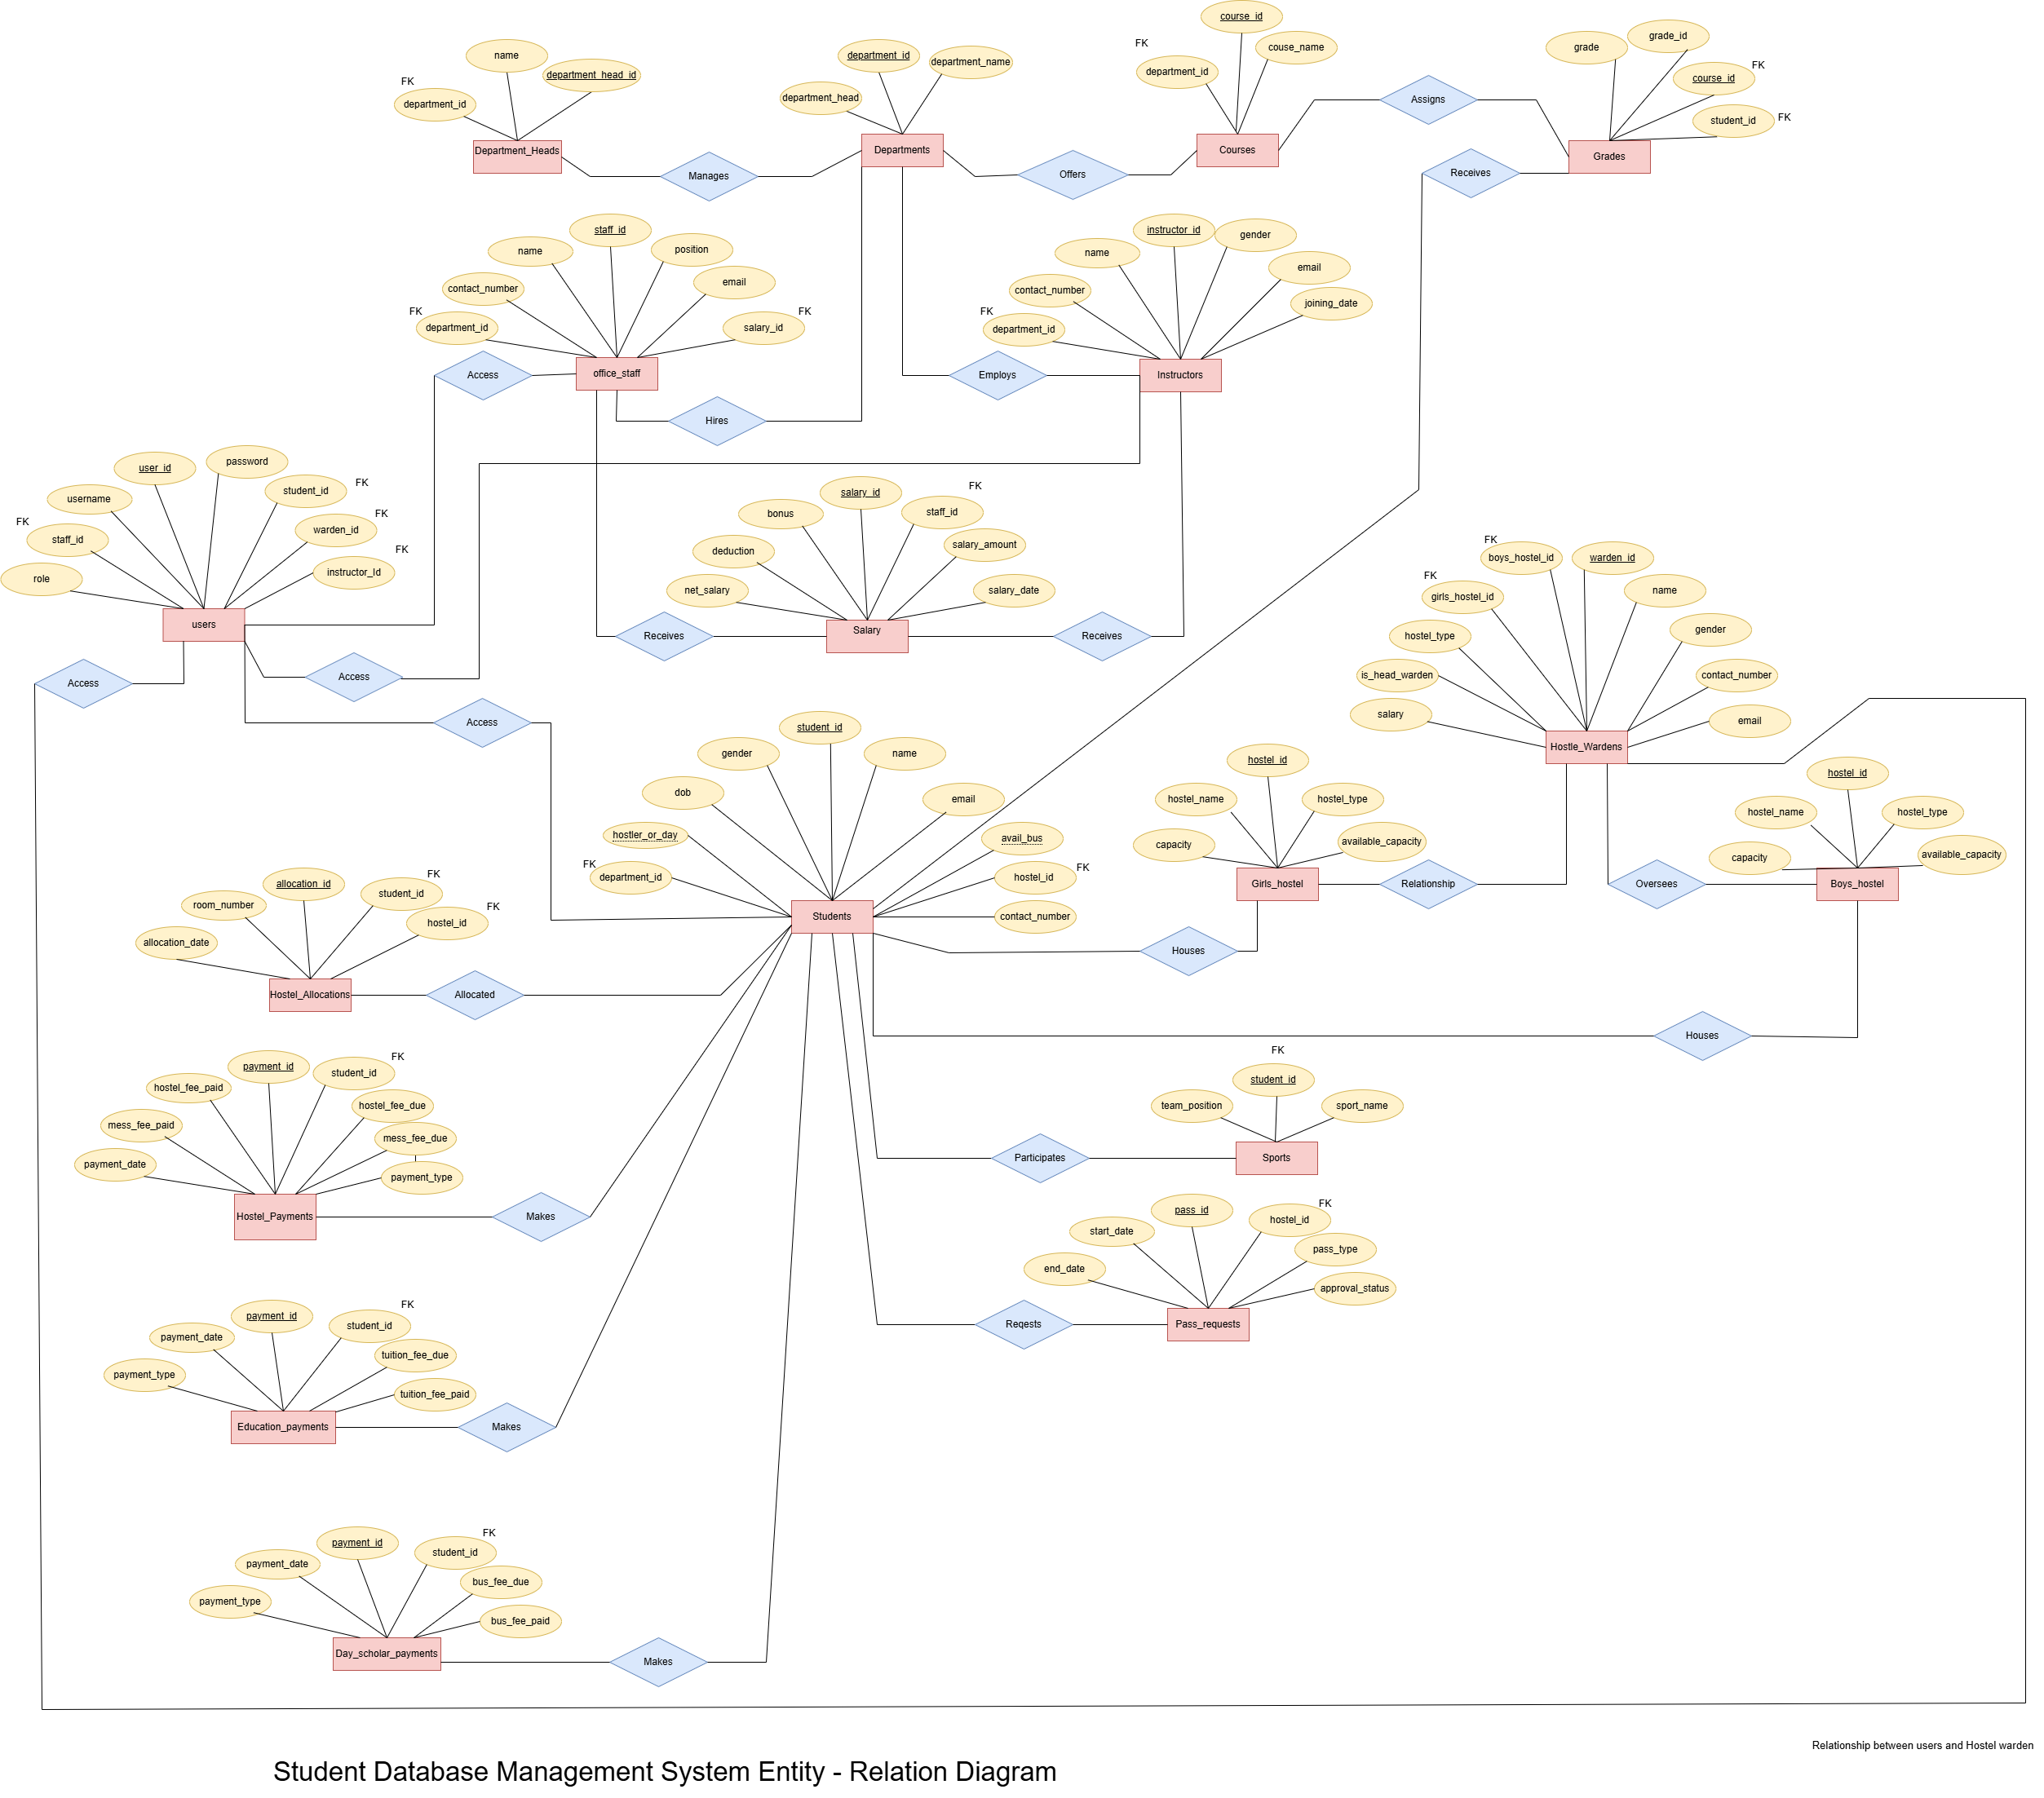 course_id
name
department_id
department_name
FK
couse_name
grade
grade_id
department_head_id
department_id
course_id
FK
FK
department_id
department_head
Assigns
student_id
FK
Department_Heads
Departments
Courses
Grades
Manages
Offers
Receives
staff_id
name
position
instructor_id
gender
name
contact_number
email
contact_number
email
joining_date
FK
department_id
salary_id
FK
FK
department_id
Access
office_staff
Employs
Instructors
Hires
user_id
password
username
student_id
FK
FK
staff_id
warden_id
FK
role
instructor_Id
FK
users
salary_id
bonus
staff_id
FK
deduction
salary_amount
net_salary
salary_date
Receives
Salary
Receives
FK
boys_hostel_id
warden_id
FK
girls_hostel_id
name
hostel_type
gender
is_head_warden
contact_number
salary
email
Hostle_Wardens
Access
Access
Access
student_id
gender
name
dob
email
hostler_or_day
avail_bus
FK
department_id
hostel_id
FK
contact_number
Students
hostel_id
hostel_name
hostel_type
capacity
available_capacity
Girls_hostel
Relationship
Oversees
hostel_id
hostel_name
hostel_type
capacity
available_capacity
Boys_hostel
allocation_id
student_id
FK
room_number
hostel_id
FK
allocation_date
Hostel_Allocations
Allocated
Houses
Houses
payment_id
student_id
FK
hostel_fee_paid
hostel_fee_due
mess_fee_paid
mess_fee_due
payment_date
payment_type
Hostel_Payments
Makes
FK
student_id
team_position
sport_name
Participates
Sports
pass_id
hostel_id
FK
start_date
pass_type
end_date
approval_status
Reqests
Pass_requests
payment_id
student_id
FK
payment_date
tuition_fee_due
payment_type
tuition_fee_paid
Education_payments
Makes
payment_id
student_id
FK
payment_date
bus_fee_due
payment_type
bus_fee_paid
Day_scholar_payments
Makes
Relationship between users and Hostel warden
Student Database Management System Entity - Relation Diagram